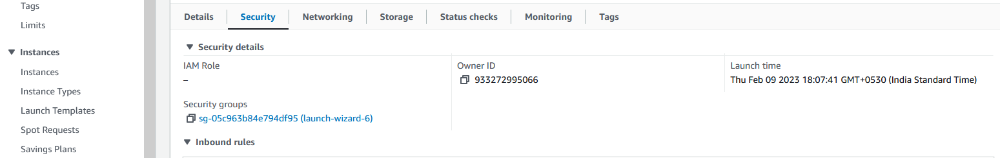 Tags
Limits
Instances
Instances
Instance Types
Launch Templates
Spot Requests
Savings Plans
Details Security Networking Storage Status checks Monitoring Tags
Security details
IAM Role
–
Owner ID
933272995066
Launch time
Thu Feb 09 2023 18:07:41 GMT+0530 (India Standard Time)
Security groups
sg-05c963b84e794df95 (launch-wizard-6)
Inbound rules